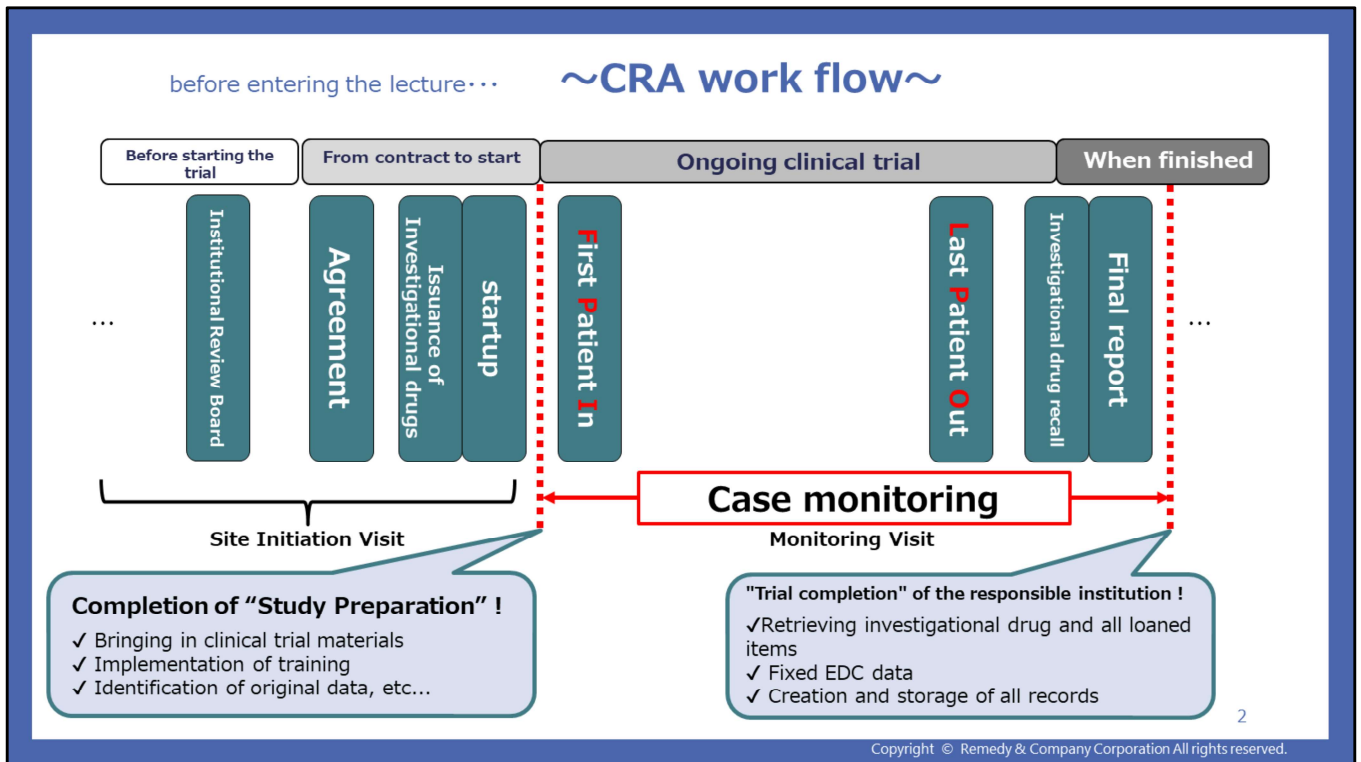 before entering the lecture･･･
～CRA work flow～
Before starting the
trial
From contract to start
Ongoing clinical trial
When finished
…
Institutional Review Board
Agreement
Issuance of
Investigational drugs
startup
First Patient In
Last Patient Out
Investigational drug recall
Final report
…
Case monitoring
Site Initiation Visit
Monitoring Visit
Completion of “Study Preparation” !
✓ Bringing in clinical trial materials
✓ Implementation of training
✓ Identification of original data, etc...
"Trial completion" of the responsible institution !
✓Retrieving investigational drug and all loaned
items
✓ Fixed EDC data
✓ Creation and storage of all records
2
Copyright © Remedy & Company Corporation All rights reserved.